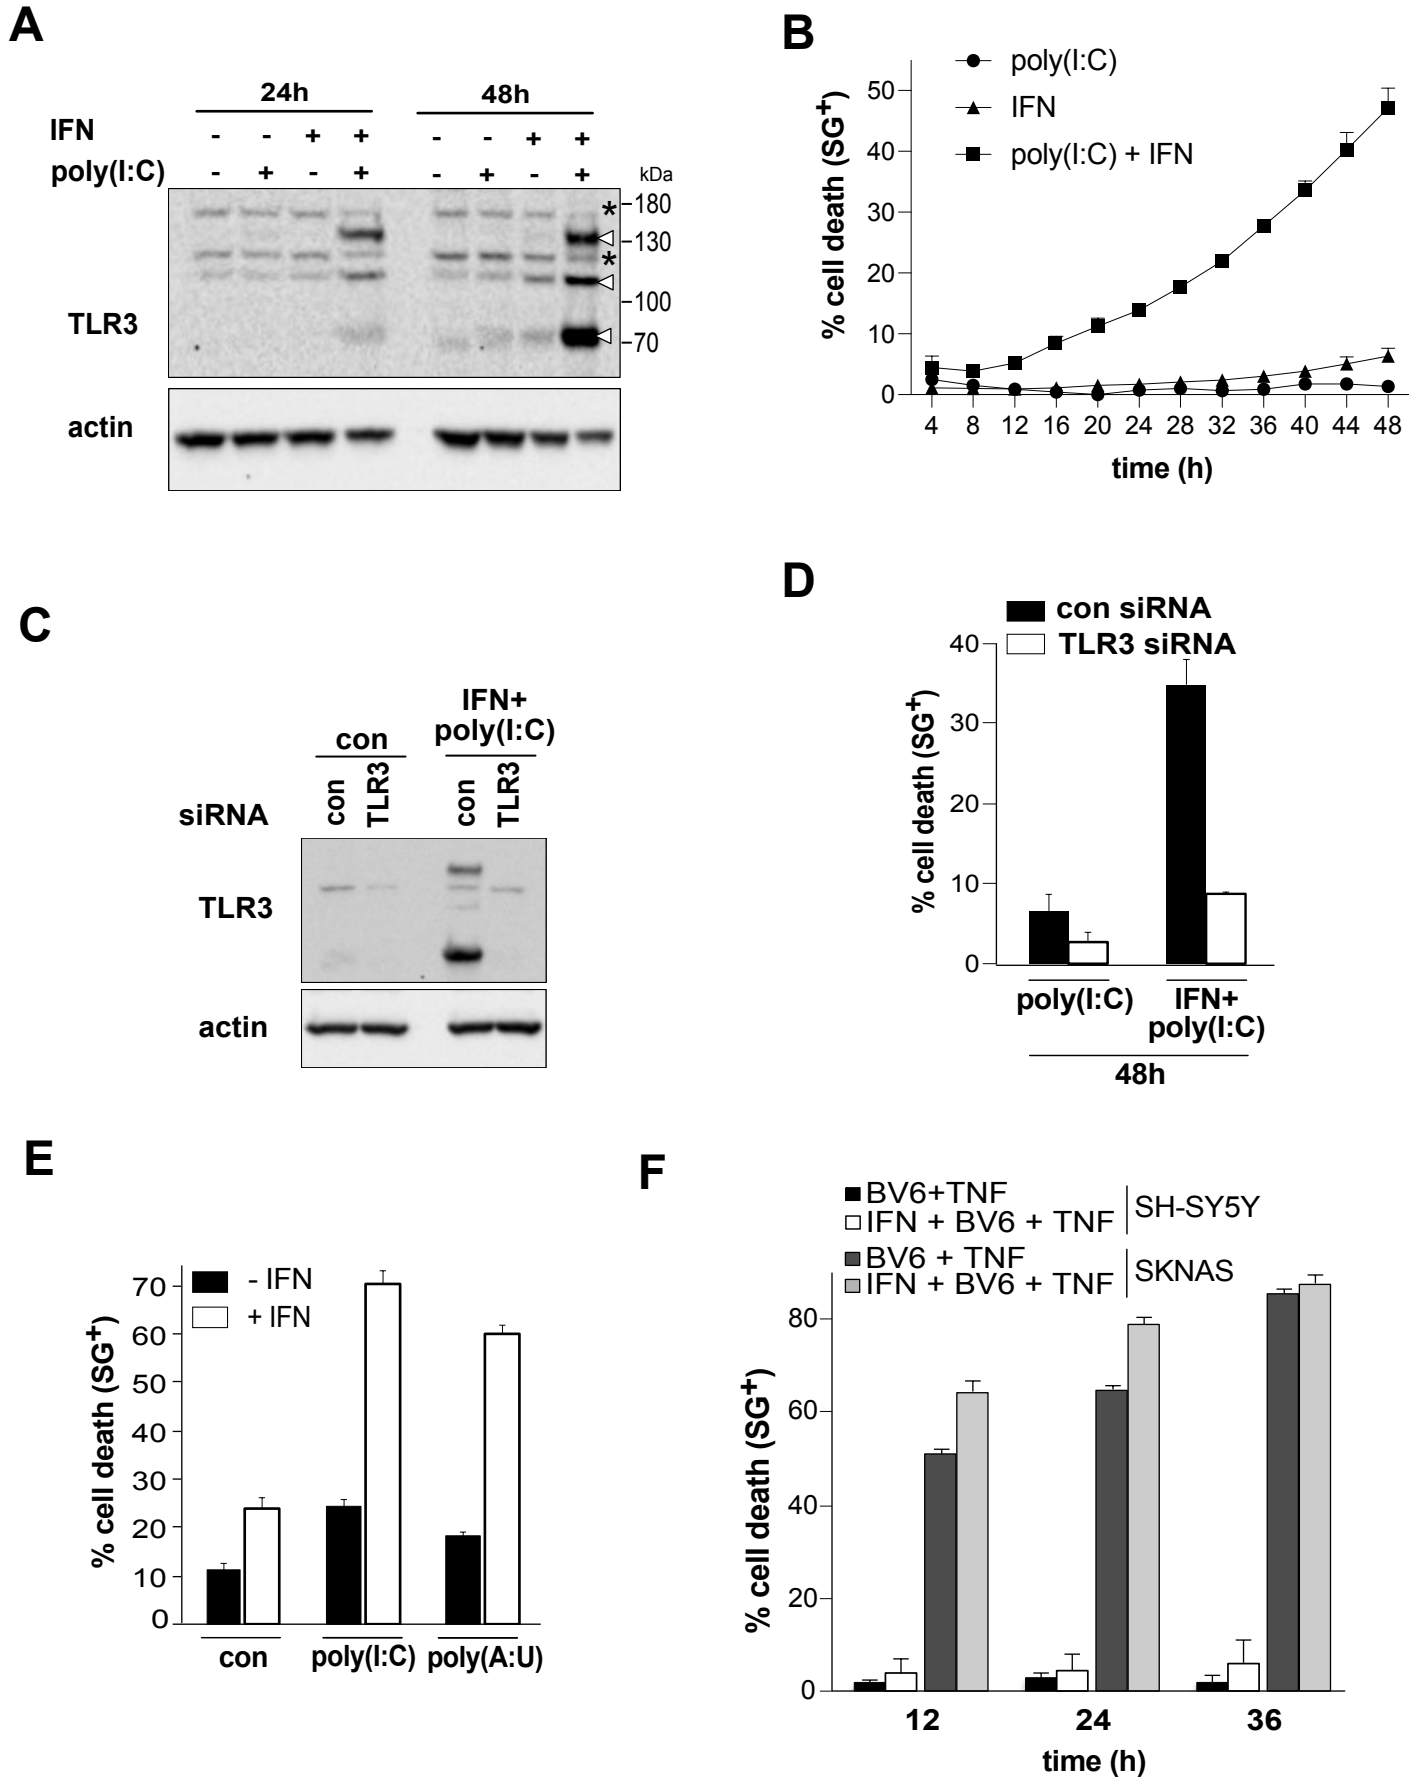 A
24h 48h
IFN - - + + - - + +
poly(I:C) - + - + - + - +
kDa
180
*
130
*
100
70
TLR3
actin
B
poly(I:C)
IFN
poly(I:C) + IFN
% cell death (SG+)
50
40
30
20
10
0
4 8 12 16 20 24 28 32 36 40 44 48
time (h)
C
con IFN+
poly(I:C)
siRNA con TLR3 con TLR3
TLR3
actin
D
con siRNA
TLR3 siRNA
% cell death (SG+)
40
30
20
10
0
poly(I:C) IFN+
poly(I:C)
48h
E
- IFN
+ IFN
% cell death (SG+)
70
60
50
40
30
20
10
0
con poly(I:C) poly(A:U)
F
BV6+TNF
IFN + BV6 + TNF
SH-SY5Y
BV6 + TNF
IFN + BV6 + TNF
SKNAS
% cell death (SG+)
80
60
40
20
0
12 24 36
time (h)